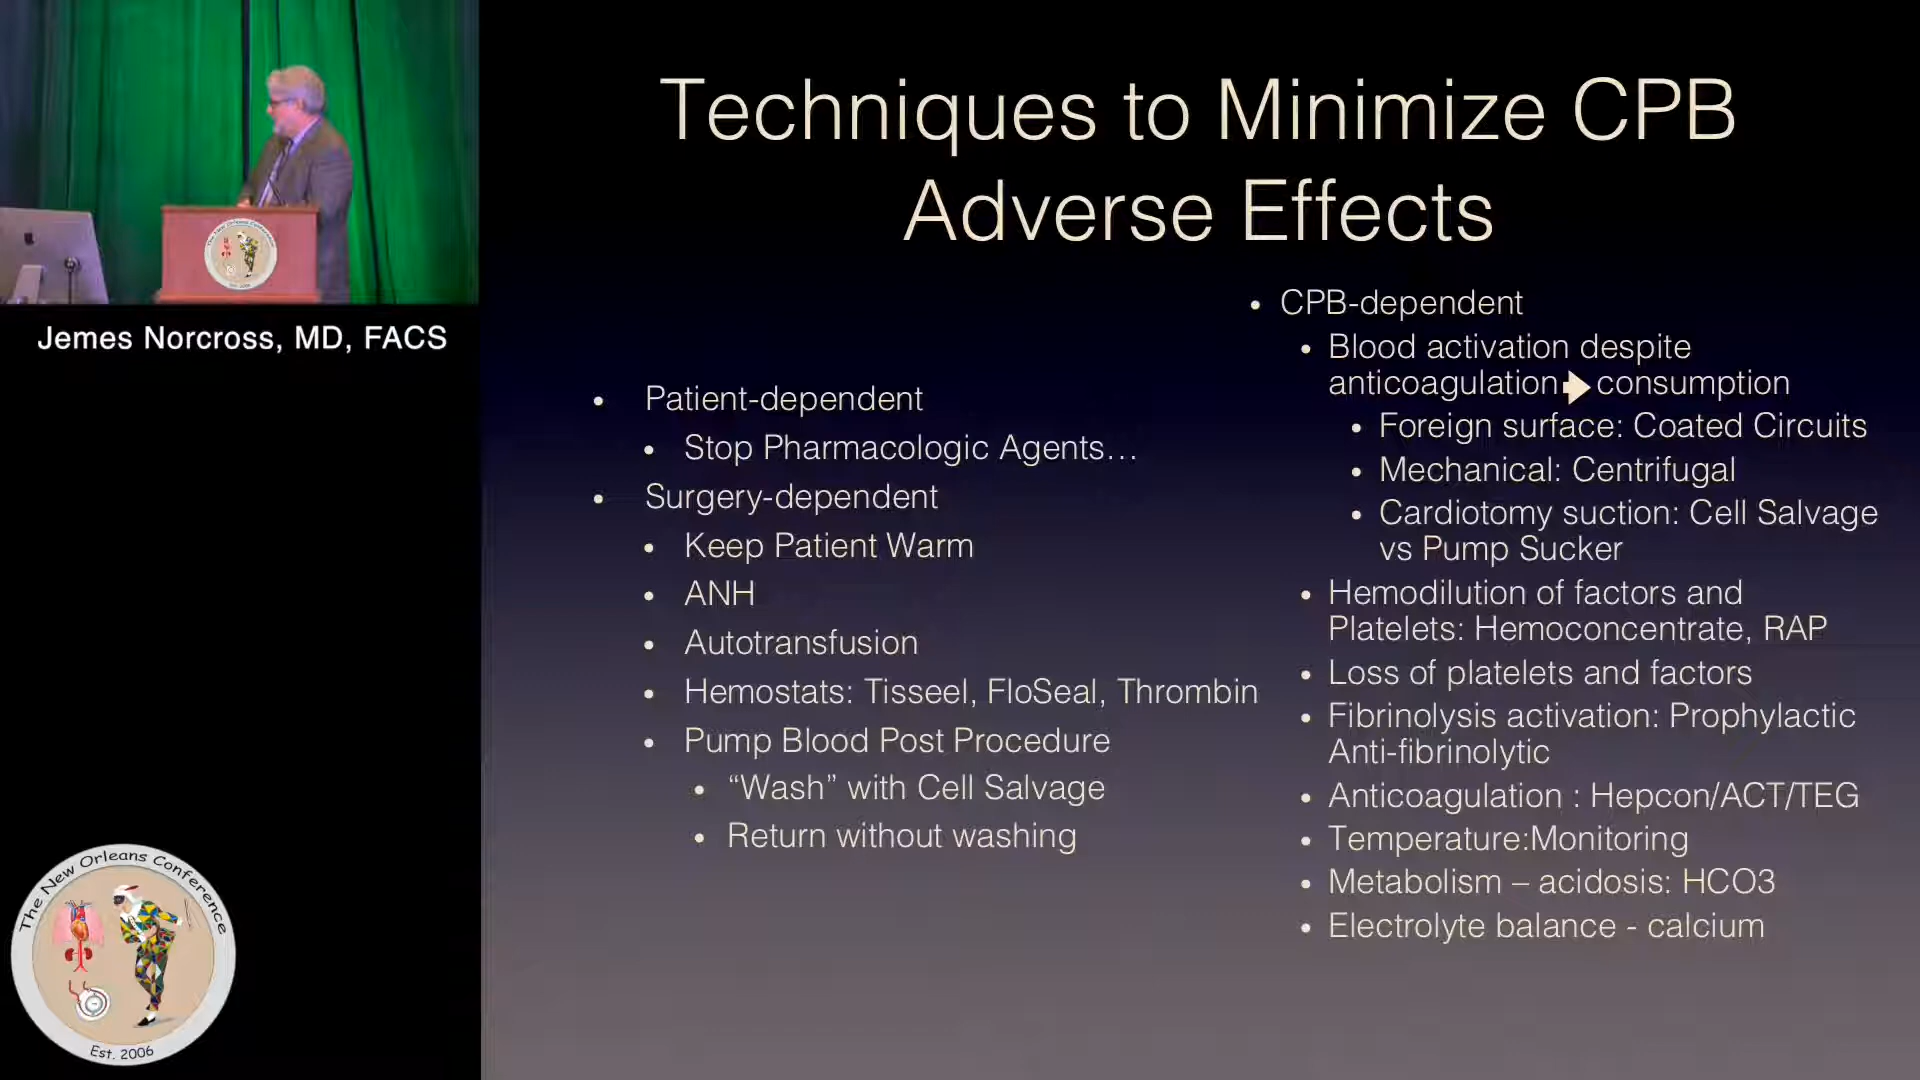 Techniques to Minimize CPB
Adverse Effects
Jemes Norcross, MD, FACS
• Patient-dependent
• Stop Pharmacologic Agents…
• Surgery-dependent
• Keep Patient Warm
• ANH
• Autotransfusion
• Hemostats: Tisseel, FloSeal, Thrombin
• Pump Blood Post Procedure
• “Wash” with Cell Salvage
• Return without washing
• CPB-dependent
• Blood activation despite
anticoagulation consumption
• Foreign surface: Coated Circuits
• Mechanical: Centrifugal
• Cardiotomy suction: Cell Salvage
vs Pump Sucker
• Hemodilution of factors and
Platelets: Hemoconcentrate, RAP
• Loss of platelets and factors
• Fibrinolysis activation: Prophylactic
Anti-fibrinolytic
• Anticoagulation : Hepcon/ACT/TEG
• Temperature:Monitoring
• Metabolism – acidosis: HCO3
• Electrolyte balance - calcium
The New Orleans Conference
Est. 2006